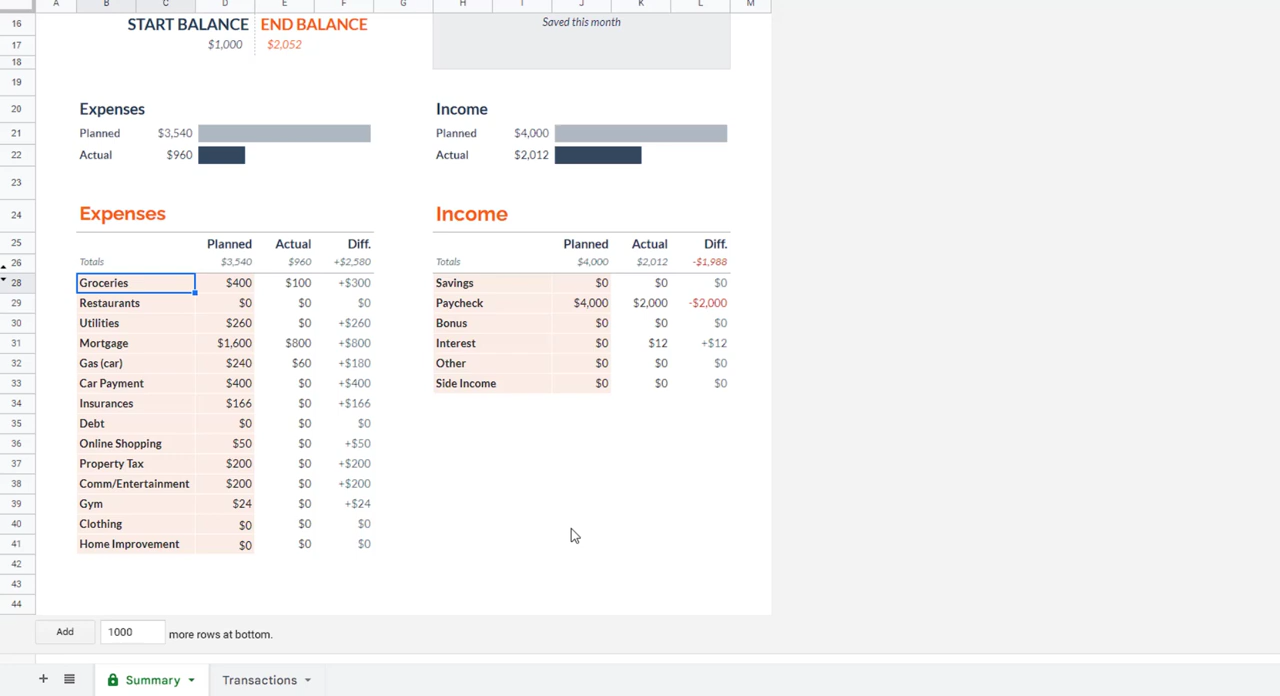 A B C D E F G H I J K L M
16 START BALANCE END BALANCE Saved this month
17 $1,000 $2,052
18
19
20 Expenses Income
21 Planned $3,540 Planned $4,000
22 Actual $960 Actual $2,012
23
24 Expenses Income
25 Planned Actual Diff. Planned Actual Diff.
26 Totals $3,540 $960 +$2,580 Totals $4,000 $2,012 -$1,988
28 Groceries $400 $100 +$300 Savings $0 $0 $0
29 Restaurants $0 $0 $0 Paycheck $4,000 $2,000 -$2,000
30 Utilities $260 $0 +$260 Bonus $0 $0 $0
31 Mortgage $1,600 $800 +$800 Interest $0 $12 +$12
32 Gas (car) $240 $60 +$180 Other $0 $0 $0
33 Car Payment $400 $0 +$400 Side Income $0 $0 $0
34 Insurances $166 $0 +$166
35 Debt $0 $0 $0
36 Online Shopping $50 $0 +$50
37 Property Tax $200 $0 +$200
38 Comm/Entertainment $200 $0 +$200
39 Gym $24 $0 +$24
40 Clothing $0 $0 $0
41 Home Improvement $0 $0 $0
42
43
44
Add 1000 more rows at bottom.
+ Summary Transactions